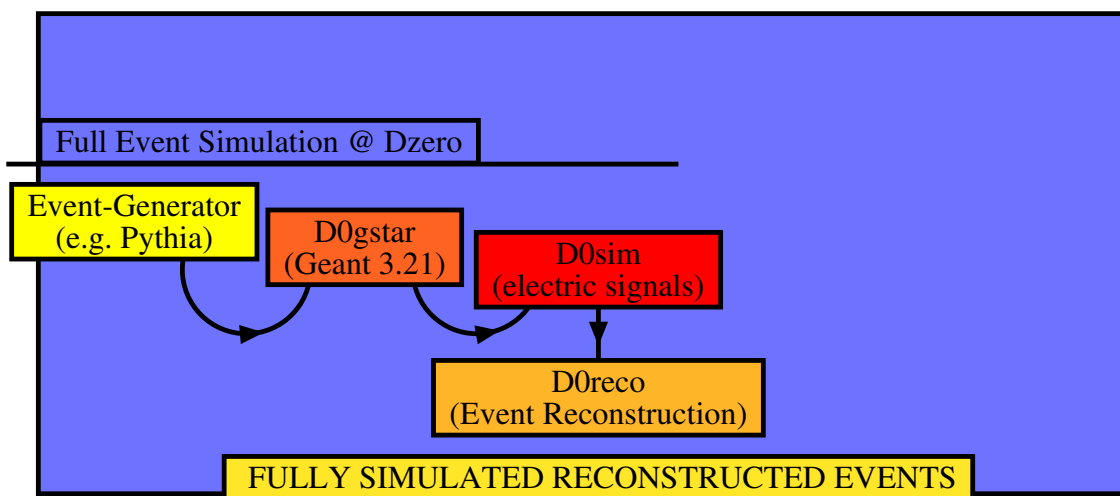 Full Event Simulation @ Dzero
Event-Generator
(e.g. Pythia)
D0gstar
(Geant 3.21)
D0sim
(electric signals)
D0reco
(Event Reconstruction)
FULLY SIMULATED RECONSTRUCTED EVENTS